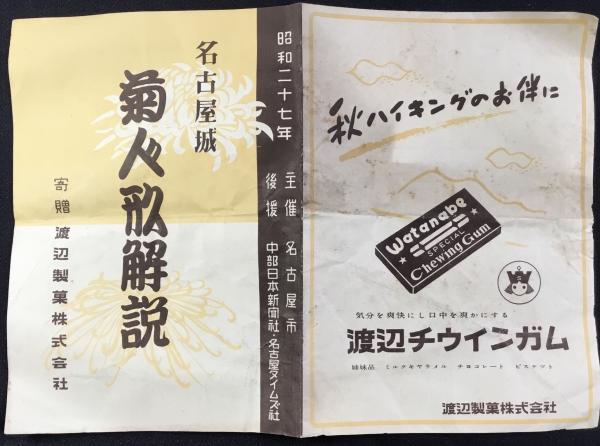 昭和二十七年 主催 名古屋市
後援 中部日本新聞社・名古屋タイムズ社
名古屋城
菊人形解説
寄贈 渡辺製菓株式会社
秋ハイキングのお伴に
Watanabe
SPECIAL
Chewing Gum
気分を爽快にし口中を爽かにする
渡辺チウインガム
姉妹品 ミルクキヤラメル チヨコレート ビスケツト
渡辺製菓株式会社